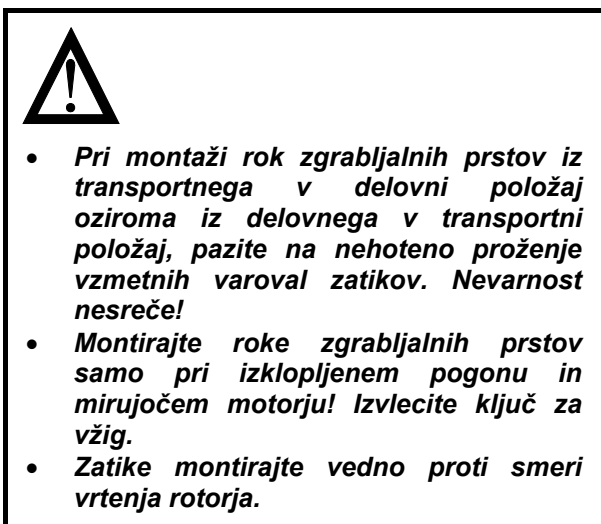 • Pri montaži rok zgrabljalnih prstov iz
transportnega v delovni položaj
oziroma iz delovnega v transportni
položaj, pazite na nehoteno proženje
vzmetnih varoval zatikov. Nevarnost
nesreče!
• Montirajte roke zgrabljalnih prstov
samo pri izklopljenem pogonu in
mirujočem motorju! Izvlecite ključ za
vžig.
• Zatike montirajte vedno proti smeri
vrtenja rotorja.